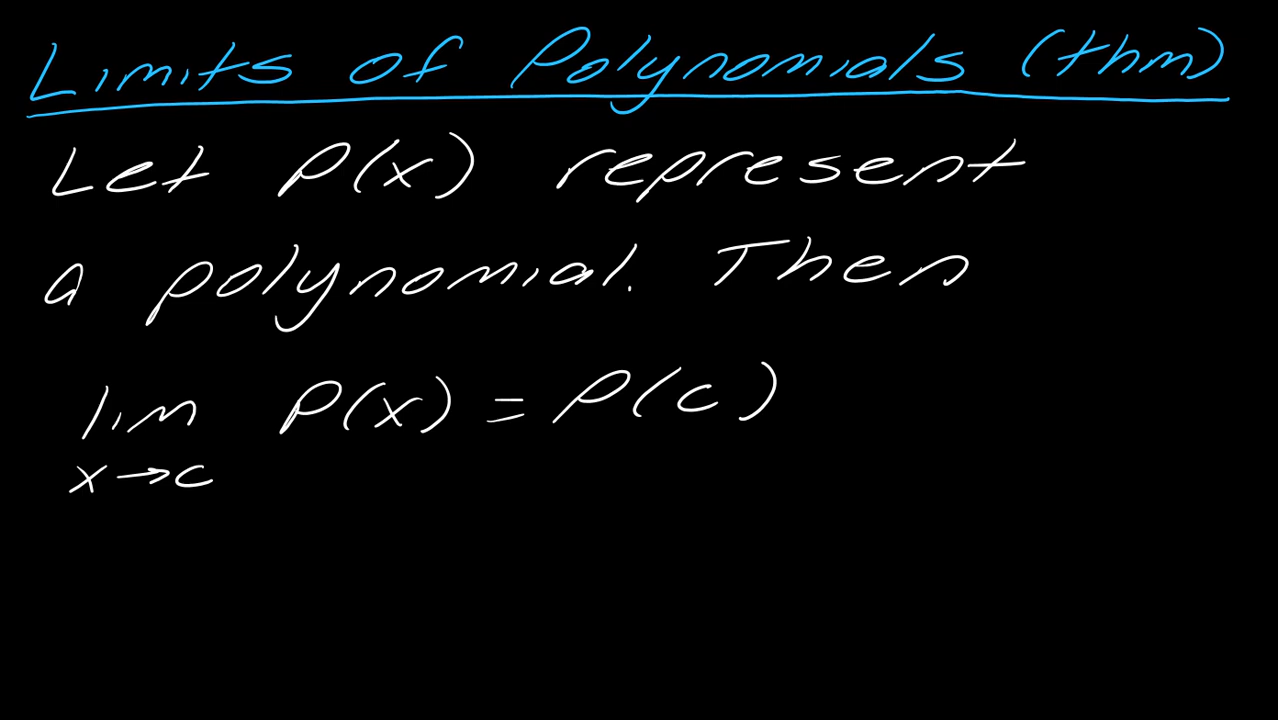 Limits of Polynomials (thm)
Let P(x) represent
a polynomial. Then
lim P(x) = P(c)
x→c